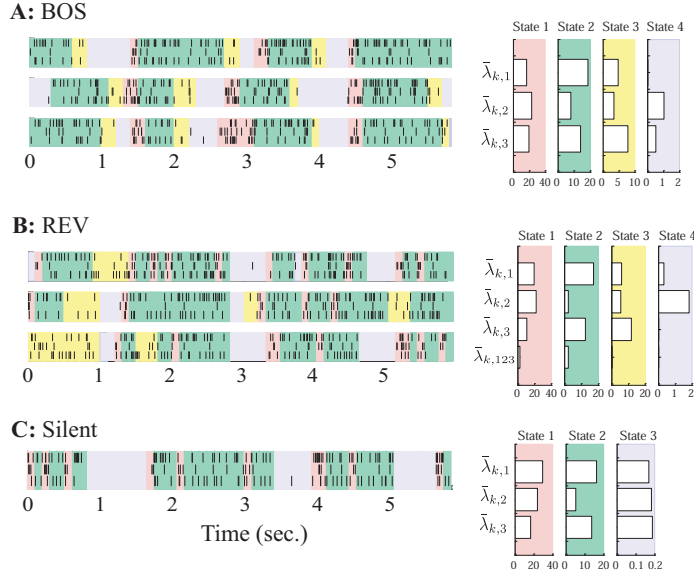 A: BOS
State 1 State 2 State 3 State 4
λ̄k,1
λ̄k,2
λ̄k,3
0 1 2 3 4 5
0 20 40 0 10 20 0 5 10 0 1 2
B: REV
State 1 State 2 State 3 State 4
λ̄k,1
λ̄k,2
λ̄k,3
λ̄k,123
0 1 2 3 4 5
0 20 40 0 10 20 0 10 20 0 1 2
C: Silent
State 1 State 2 State 3
λ̄k,1
λ̄k,2
λ̄k,3
0 1 2 3 4 5
Time (sec.)
0 20 40 0 10 20 0 0.1 0.2